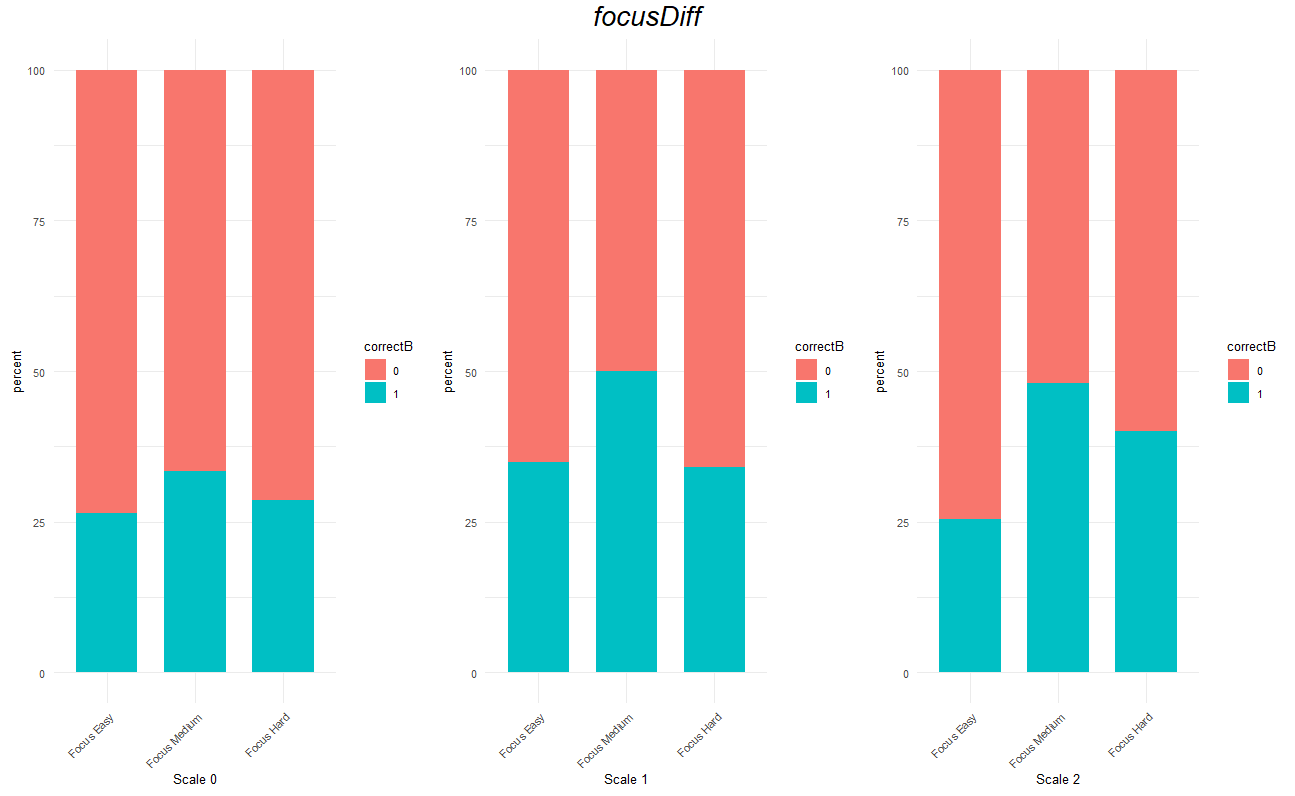 focusDiff
percent
100
75
50
25
0
Focus Easy
Focus Medium
Focus Hard
Scale 0
correctB
0
1
percent
100
75
50
25
0
Focus Easy
Focus Medium
Focus Hard
Scale 1
correctB
0
1
percent
100
75
50
25
0
Focus Easy
Focus Medium
Focus Hard
Scale 2
correctB
0
1